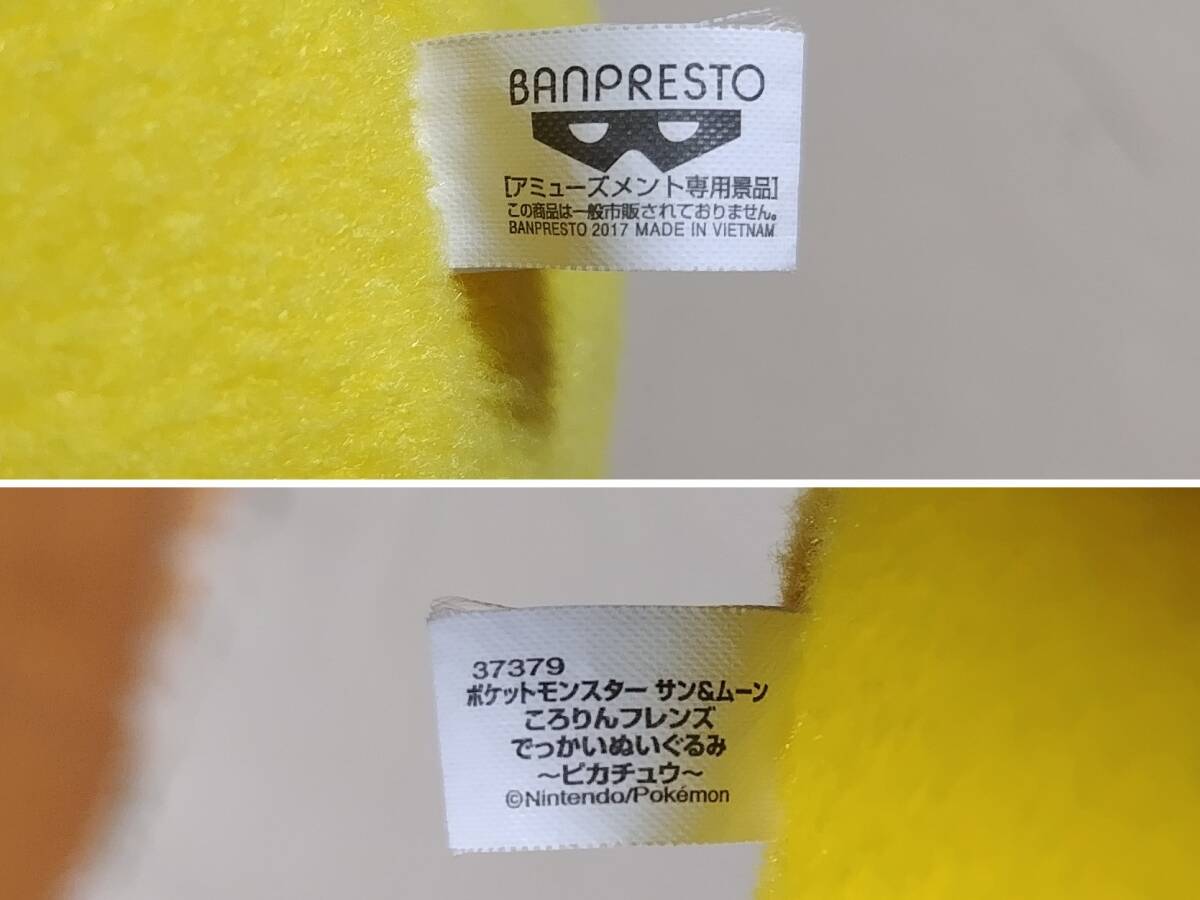 BANPRESTO
[アミューズメント専用景品]
この商品は一般市販されておりません。
BANPRESTO 2017 MADE IN VIETNAM
37379
ポケットモンスター サン&ムーン
ころりんフレンズ
でっかいぬいぐるみ
～ピカチュウ～
©Nintendo/Pokémon